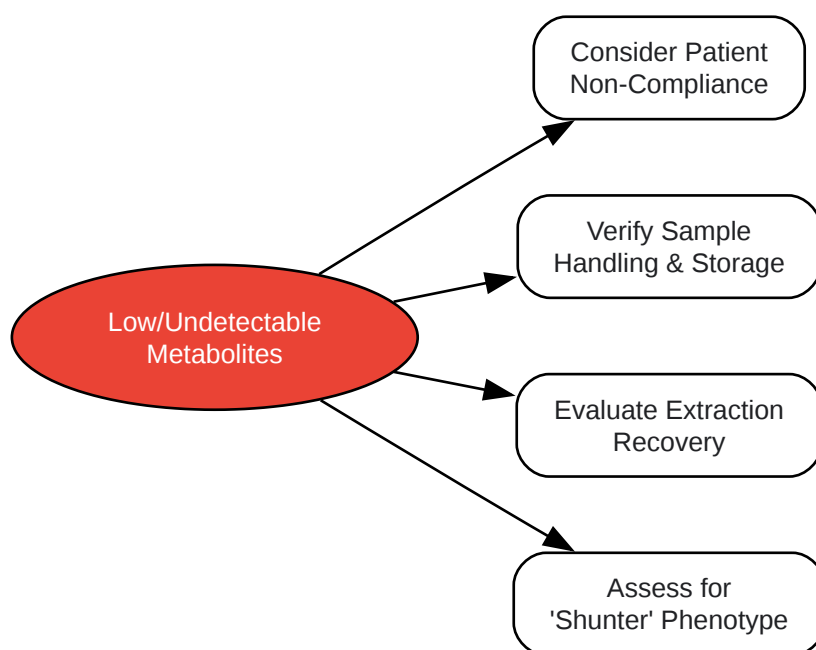 Consider Patient
Non-Compliance
Verify Sample
Handling & Storage
Low/Undetectable
Metabolites
Evaluate Extraction
Recovery
Assess for
'Shunter' Phenotype